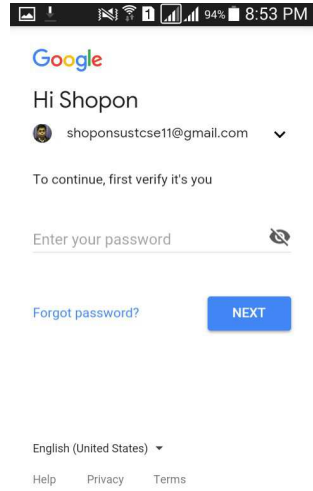 1 94% 8:53 PM
Google
Hi Shopon
shoponsustcse11@gmail.com
To continue, first verify it's you
Enter your password
Forgot password? NEXT
English (United States)
Help Privacy Terms